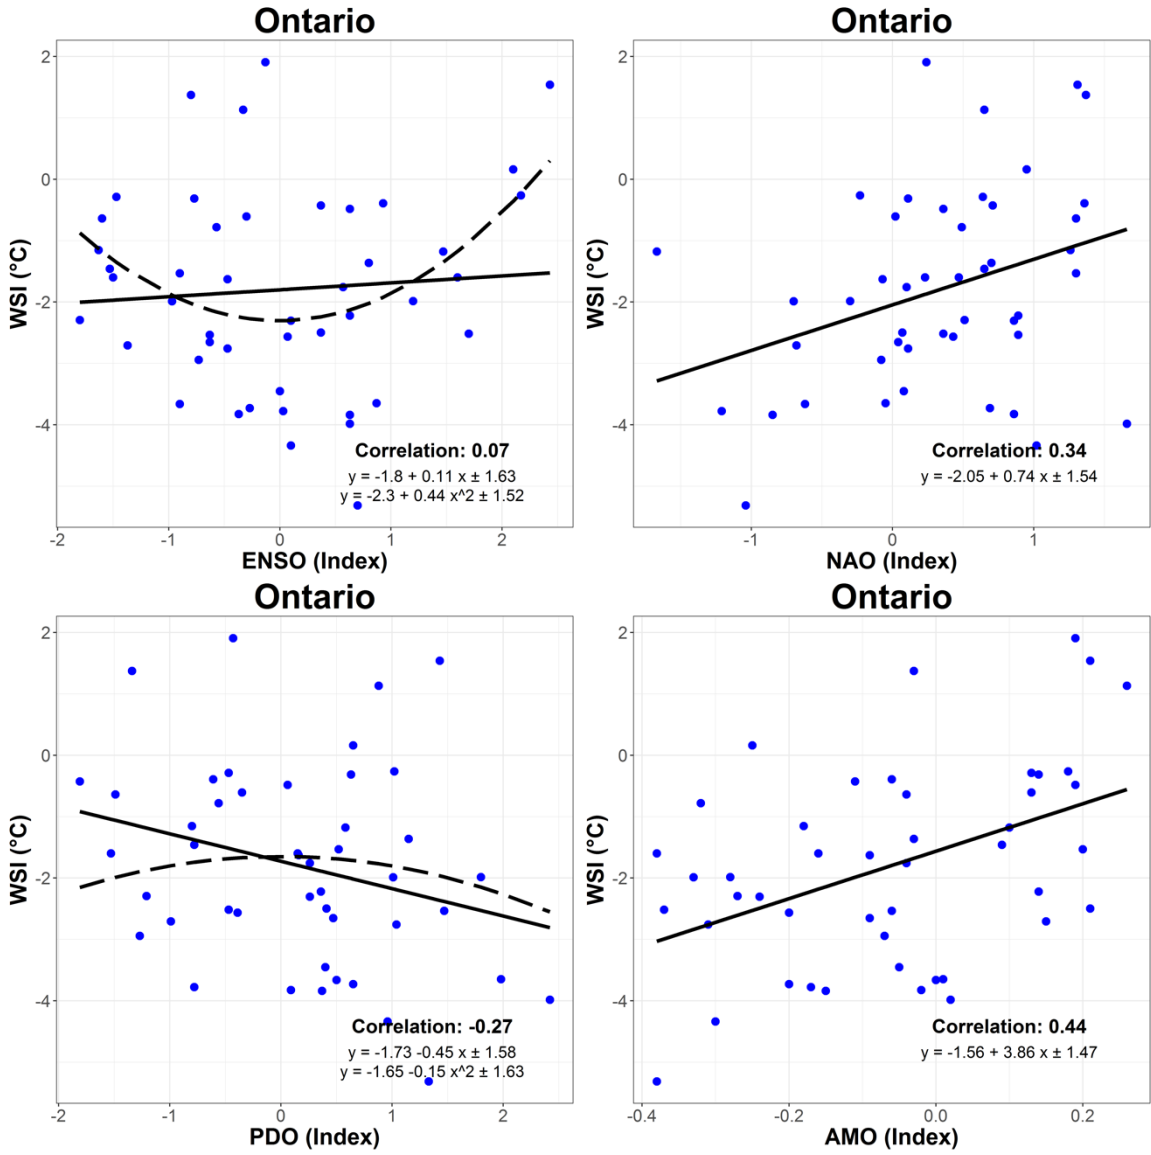 Ontario
WSI (°C)
2
0
-2
-4
Correlation: 0.07
y = -1.8 + 0.11 x ± 1.63
y = -2.3 + 0.44 x^2 ± 1.52
-2 -1 0 1 2
ENSO (Index)
Ontario
WSI (°C)
2
0
-2
-4
Correlation: 0.34
y = -2.05 + 0.74 x ± 1.54
-1 0 1
NAO (Index)
Ontario
WSI (°C)
2
0
-2
-4
Correlation: -0.27
y = -1.73 -0.45 x ± 1.58
y = -1.65 -0.15 x^2 ± 1.63
-2 -1 0 1 2
PDO (Index)
Ontario
WSI (°C)
2
0
-2
-4
Correlation: 0.44
y = -1.56 + 3.86 x ± 1.47
-0.4 -0.2 0.0 0.2
AMO (Index)